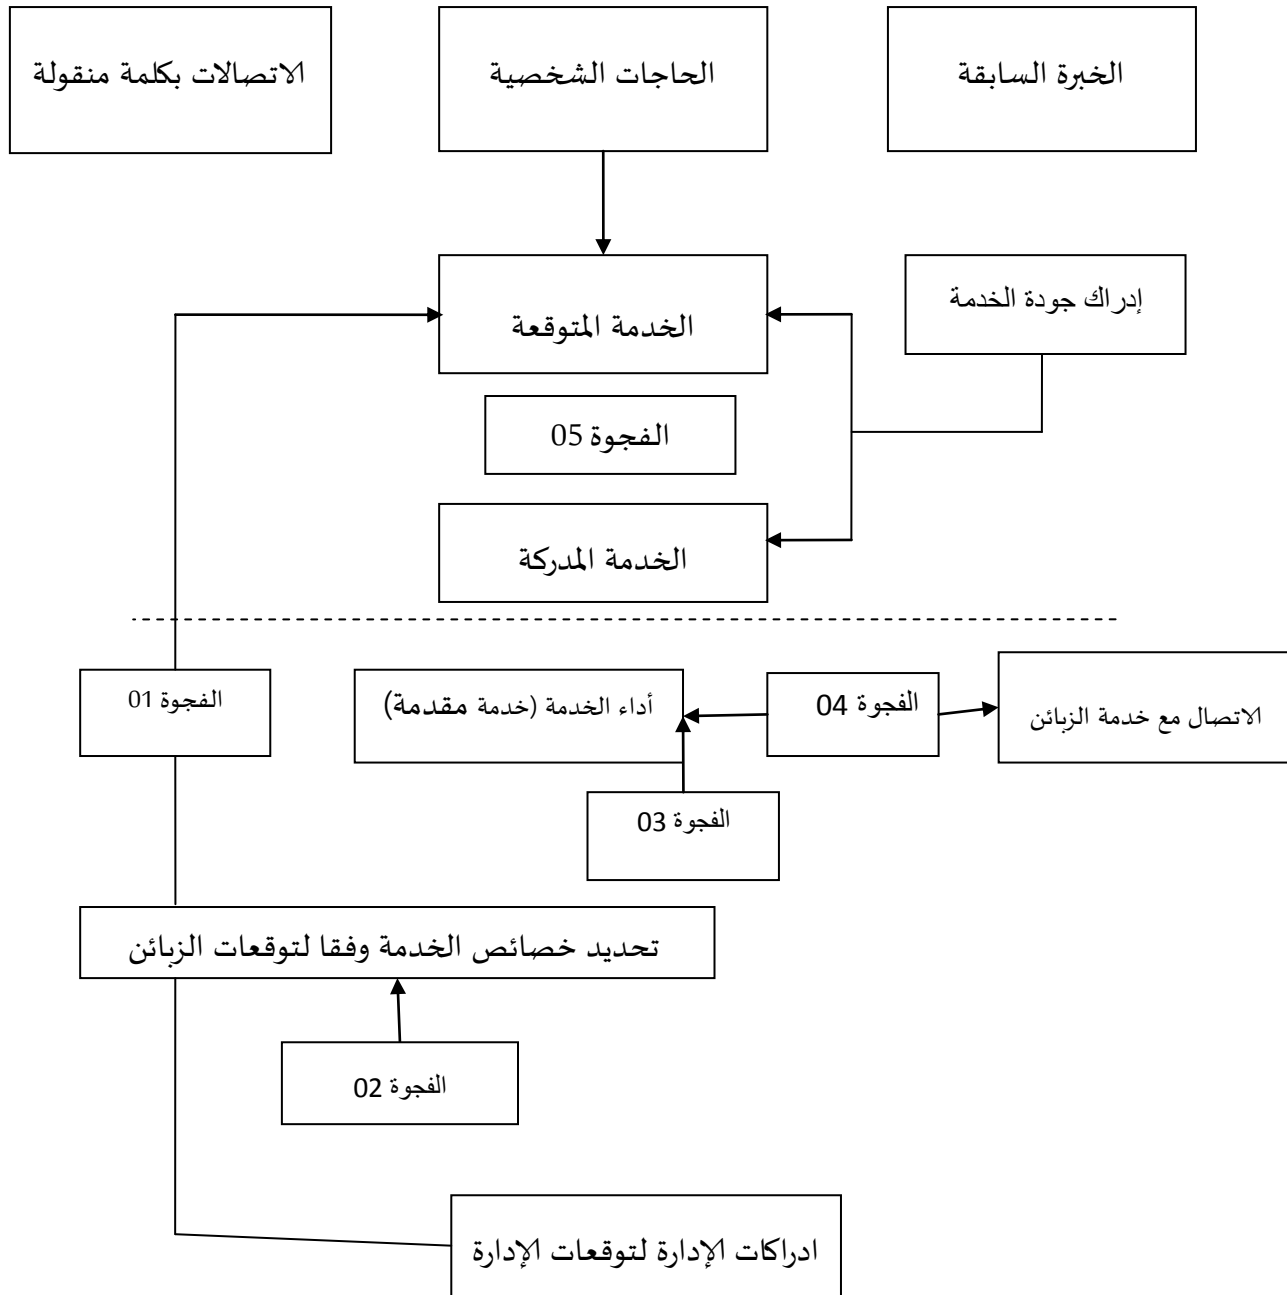 الخبرة السابقة
الحاجات الشخصية
الاتصالات بكلمة منقولة
إدراك جودة الخدمة
الخدمة المتوقعة
الفجوة 05
الخدمة المدركة
الاتصال مع خدمة الزبائن
الفجوة 04
أداء الخدمة (خدمة مقدمة)
الفجوة 01
الفجوة 03
تحديد خصائص الخدمة وفقا لتوقعات الزبائن
الفجوة 02
ادراكات الإدارة لتوقعات الإدارة